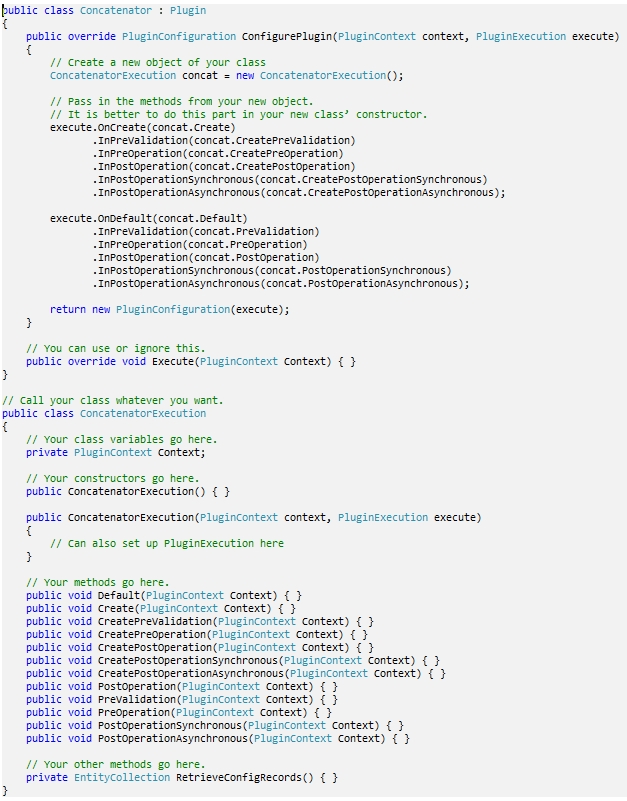 public class Concatenator : Plugin
{
    public override PluginConfiguration ConfigurePlugin(PluginContext context, PluginExecution execute)
    {
        // Create a new object of your class
        ConcatenatorExecution concat = new ConcatenatorExecution();

        // Pass in the methods from your new object.
        // It is better to do this part in your new class’ constructor.
        execute.OnCreate(concat.Create)
               .InPreValidation(concat.CreatePreValidation)
               .InPreOperation(concat.CreatePreOperation)
               .InPostOperation(concat.CreatePostOperation)
               .InPostOperationSynchronous(concat.CreatePostOperationSynchronous)
               .InPostOperationAsynchronous(concat.CreatePostOperationAsynchronous);

        execute.OnDefault(concat.Default)
               .InPreValidation(concat.PreValidation)
               .InPreOperation(concat.PreOperation)
               .InPostOperation(concat.PostOperation)
               .InPostOperationSynchronous(concat.PostOperationSynchronous)
               .InPostOperationAsynchronous(concat.PostOperationAsynchronous);

        return new PluginConfiguration(execute);
    }

    // You can use or ignore this.
    public override void Execute(PluginContext Context) { }
}

// Call your class whatever you want.
public class ConcatenatorExecution
{
    // Your class variables go here.
    private PluginContext Context;

    // Your constructors go here.
    public ConcatenatorExecution() { }

    public ConcatenatorExecution(PluginContext context, PluginExecution execute)
    {
        // Can also set up PluginExecution here
    }

    // Your methods go here.
    public void Default(PluginContext Context) { }
    public void Create(PluginContext Context) { }
    public void CreatePreValidation(PluginContext Context) { }
    public void CreatePreOperation(PluginContext Context) { }
    public void CreatePostOperation(PluginContext Context) { }
    public void CreatePostOperationSynchronous(PluginContext Context) { }
    public void CreatePostOperationAsynchronous(PluginContext Context) { }
    public void PostOperation(PluginContext Context) { }
    public void PreValidation(PluginContext Context) { }
    public void PreOperation(PluginContext Context) { }
    public void PostOperationSynchronous(PluginContext Context) { }
    public void PostOperationAsynchronous(PluginContext Context) { }

    // Your other methods go here.
    private EntityCollection RetrieveConfigRecords() { }
}